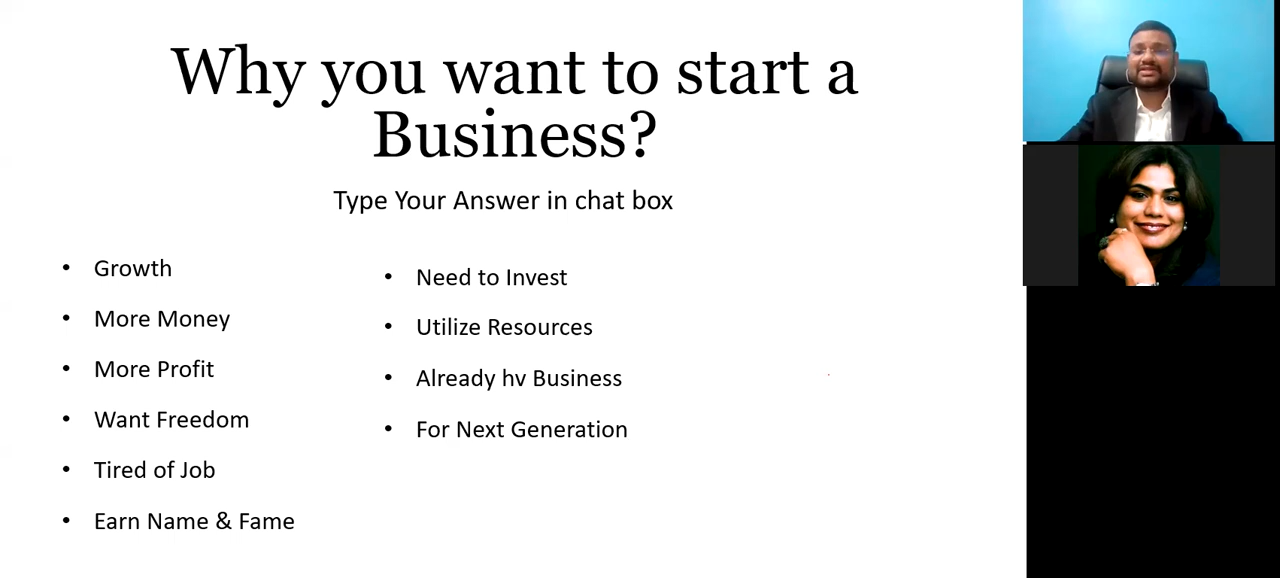 Why you want to start a
Business?
Type Your Answer in chat box
• Growth
• More Money
• More Profit
• Want Freedom
• Tired of Job
• Earn Name & Fame
• Need to Invest
• Utilize Resources
• Already hv Business
• For Next Generation